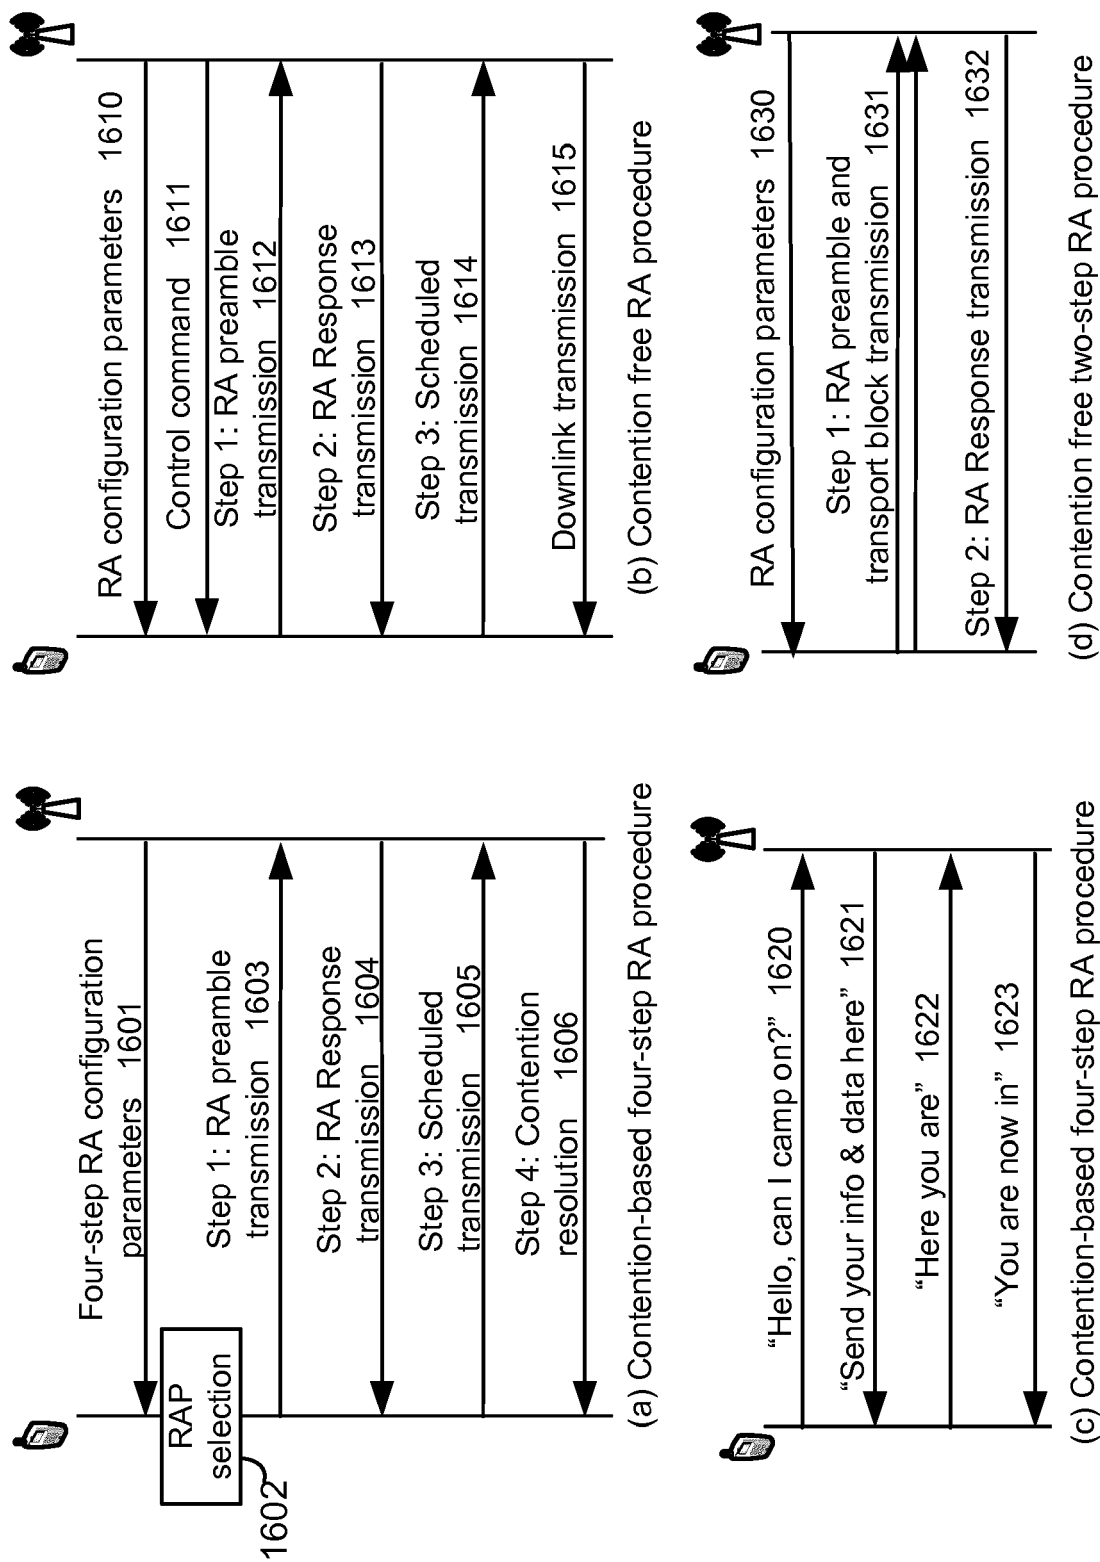 Four-step RA configuration
parameters 1601
RAP
selection
1602
Step 1: RA preamble
transmission 1603
Step 2: RA Response
transmission 1604
Step 3: Scheduled
transmission 1605
Step 4: Contention
resolution 1606
(a) Contention-based four-step RA procedure
RA configuration parameters 1610
Control command 1611
Step 1: RA preamble
transmission 1612
Step 2: RA Response
transmission 1613
Step 3: Scheduled
transmission 1614
Downlink transmission 1615
(b) Contention free RA procedure
“Hello, can I camp on?” 1620
“Send your info & data here” 1621
“Here you are” 1622
“You are now in” 1623
(c) Contention-based four-step RA procedure
RA configuration parameters 1630
Step 1: RA preamble and
transport block transmission 1631
Step 2: RA Response transmission 1632
(d) Contention free two-step RA procedure